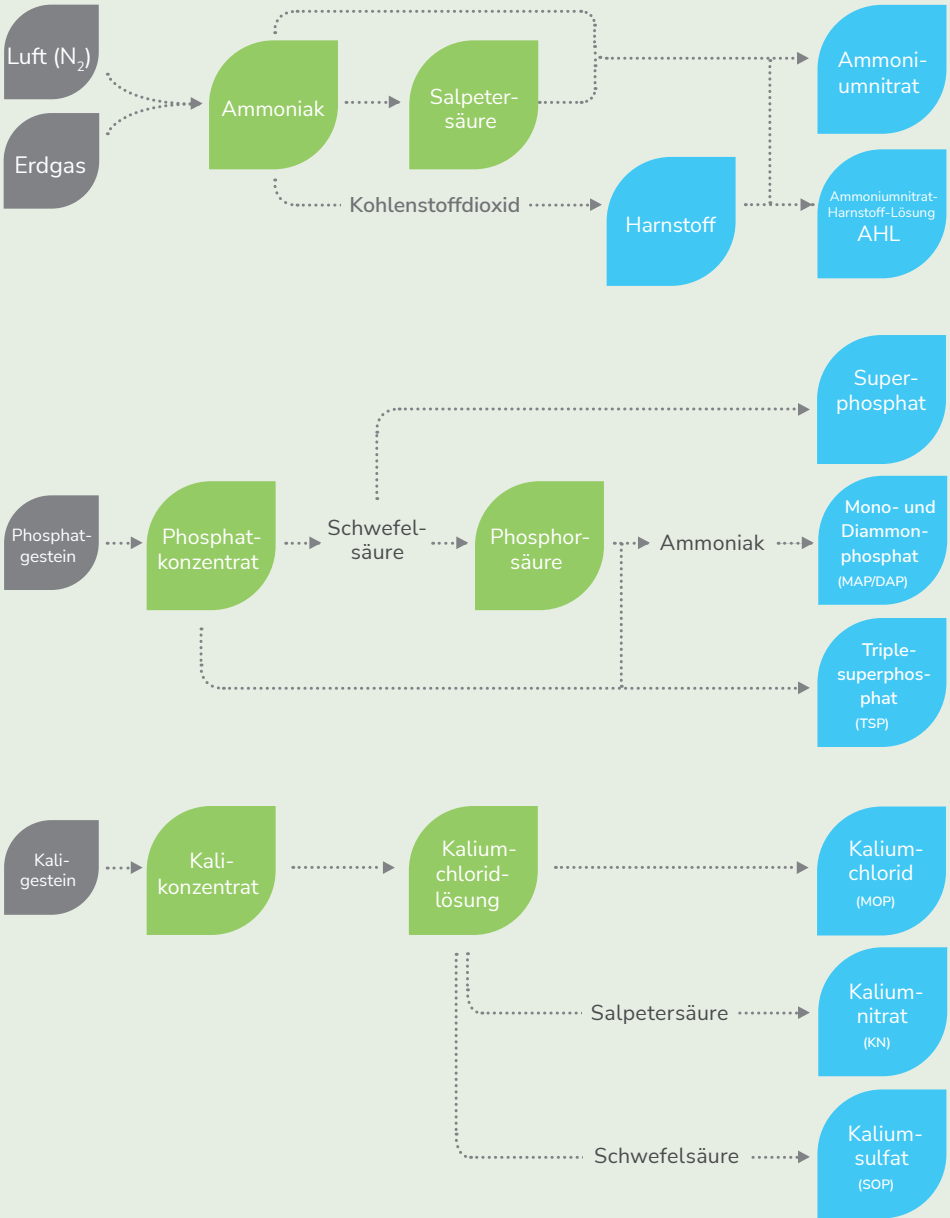 Luft (N₂)
Erdgas
Ammoniak
Salpeter-
säure
Kohlenstoffdioxid
Harnstoff
Ammoni-
umnitrat
Ammoniumnitrat-
Harnstoff-Lösung
AHL
Phosphat-
gestein
Phosphat-
konzentrat
Schwefel-
säure
Phosphor-
säure
Ammoniak
Super-
phosphat
Mono- und
Diammon-
phosphat
(MAP/DAP)
Triple-
superphos-
phat
(TSP)
Kali-
gestein
Kali-
konzentrat
Kalium-
chlorid-
lösung
Salpetersäure
Schwefelsäure
Kalium-
chlorid
(MOP)
Kalium-
nitrat
(KN)
Kalium-
sulfat
(SOP)